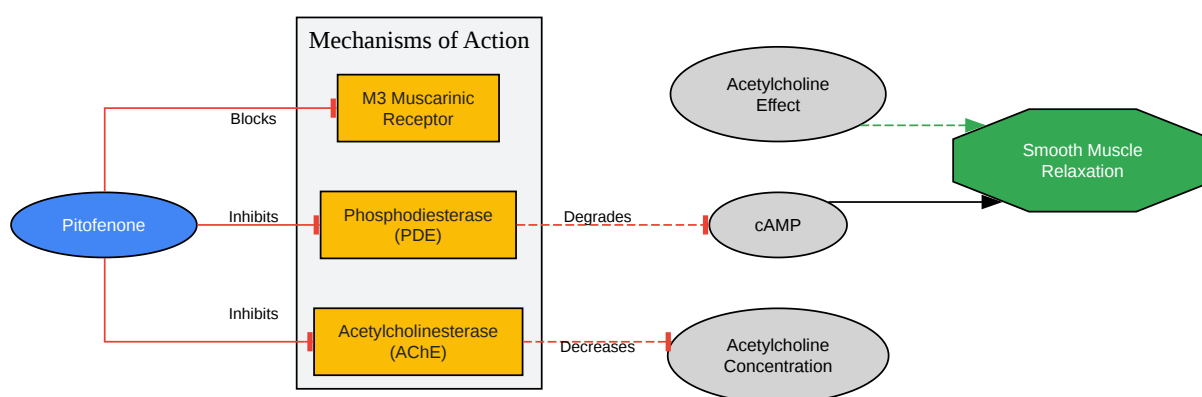 Mechanisms of Action
M3 Muscarinic
Receptor
Acetylcholine
Effect
Blocks
Smooth Muscle
Relaxation
Pitofenone
Inhibits
Phosphodiesterase
(PDE)
Degrades
cAMP
Inhibits
Acetylcholinesterase
(AChE)
Decreases
Acetylcholine
Concentration